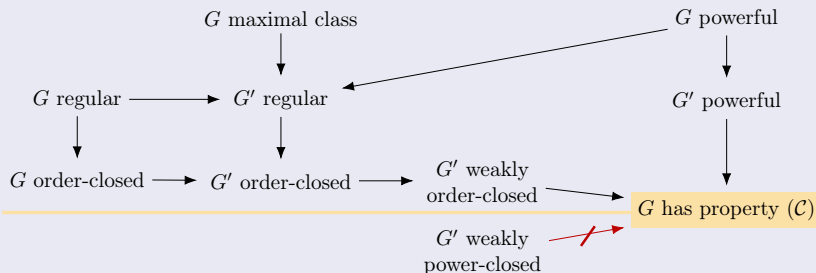 G maximal class
G powerful
G regular
G′ regular
G′ powerful
G order-closed
G′ order-closed
G′ weakly
order-closed
G has property (𝒞)
G′ weakly
power-closed